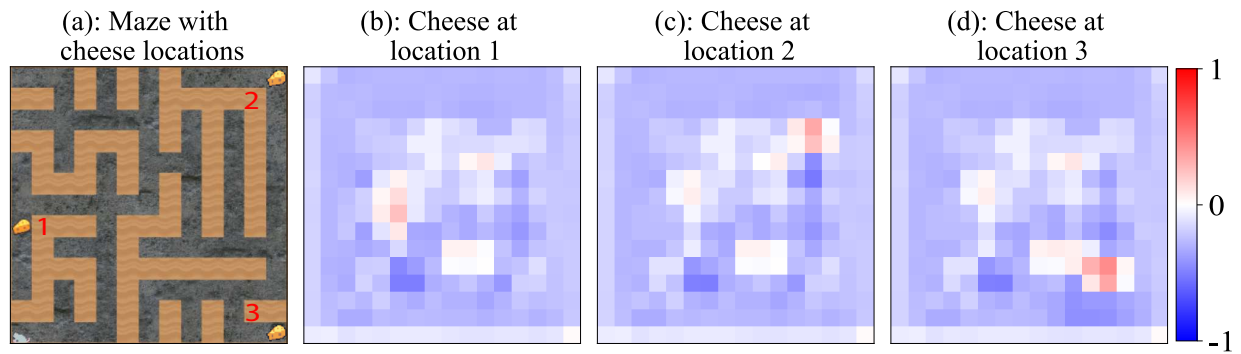 (a): Maze with
cheese locations
(b): Cheese at
location 1
(c): Cheese at
location 2
(d): Cheese at
location 3
2
1
3
1
0
-1